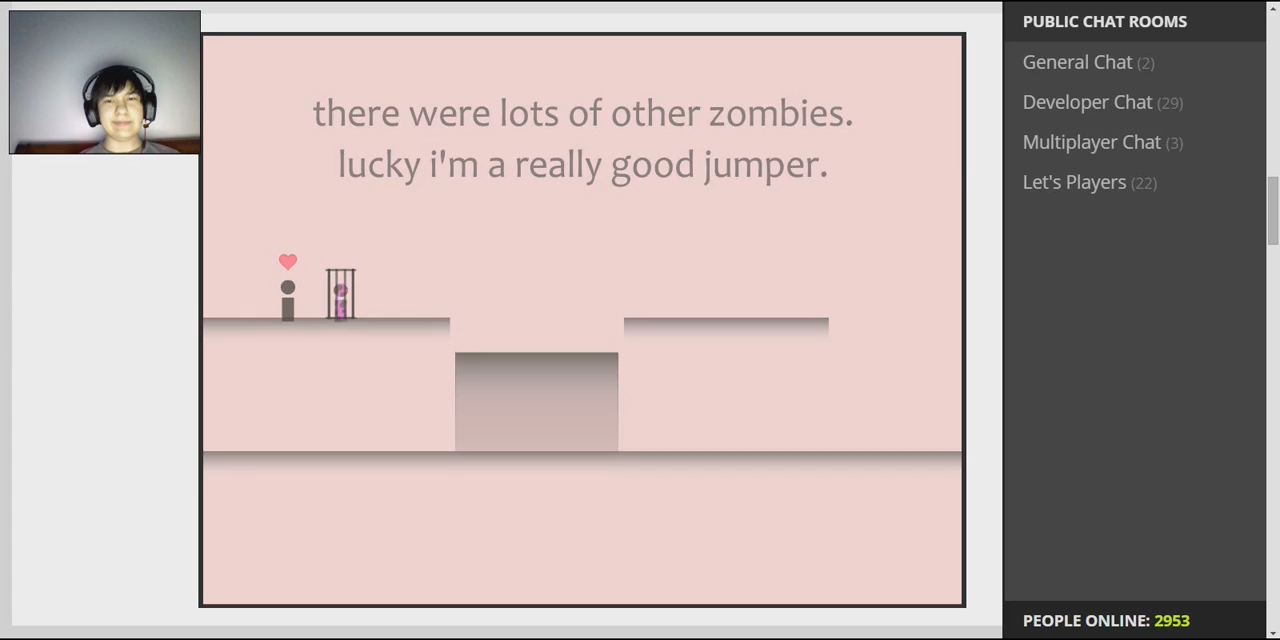 there were lots of other zombies.
lucky i'm a really good jumper.
PUBLIC CHAT ROOMS
General Chat (2)
Developer Chat (29)
Multiplayer Chat (3)
Let's Players (22)
PEOPLE ONLINE: 2953